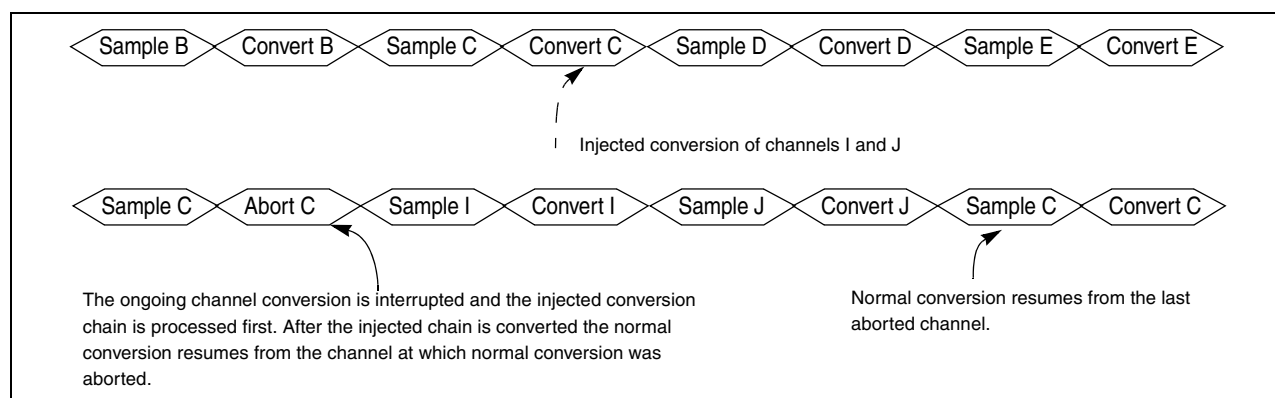 Sample B Convert B Sample C Convert C Sample D Convert D Sample E Convert E
Injected conversion of channels I and J
Sample C Abort C Sample I Convert I Sample J Convert J Sample C Convert C
The ongoing channel conversion is interrupted and the injected conversion
chain is processed first. After the injected chain is converted the normal
conversion resumes from the channel at which normal conversion was
aborted.
Normal conversion resumes from the last
aborted channel.